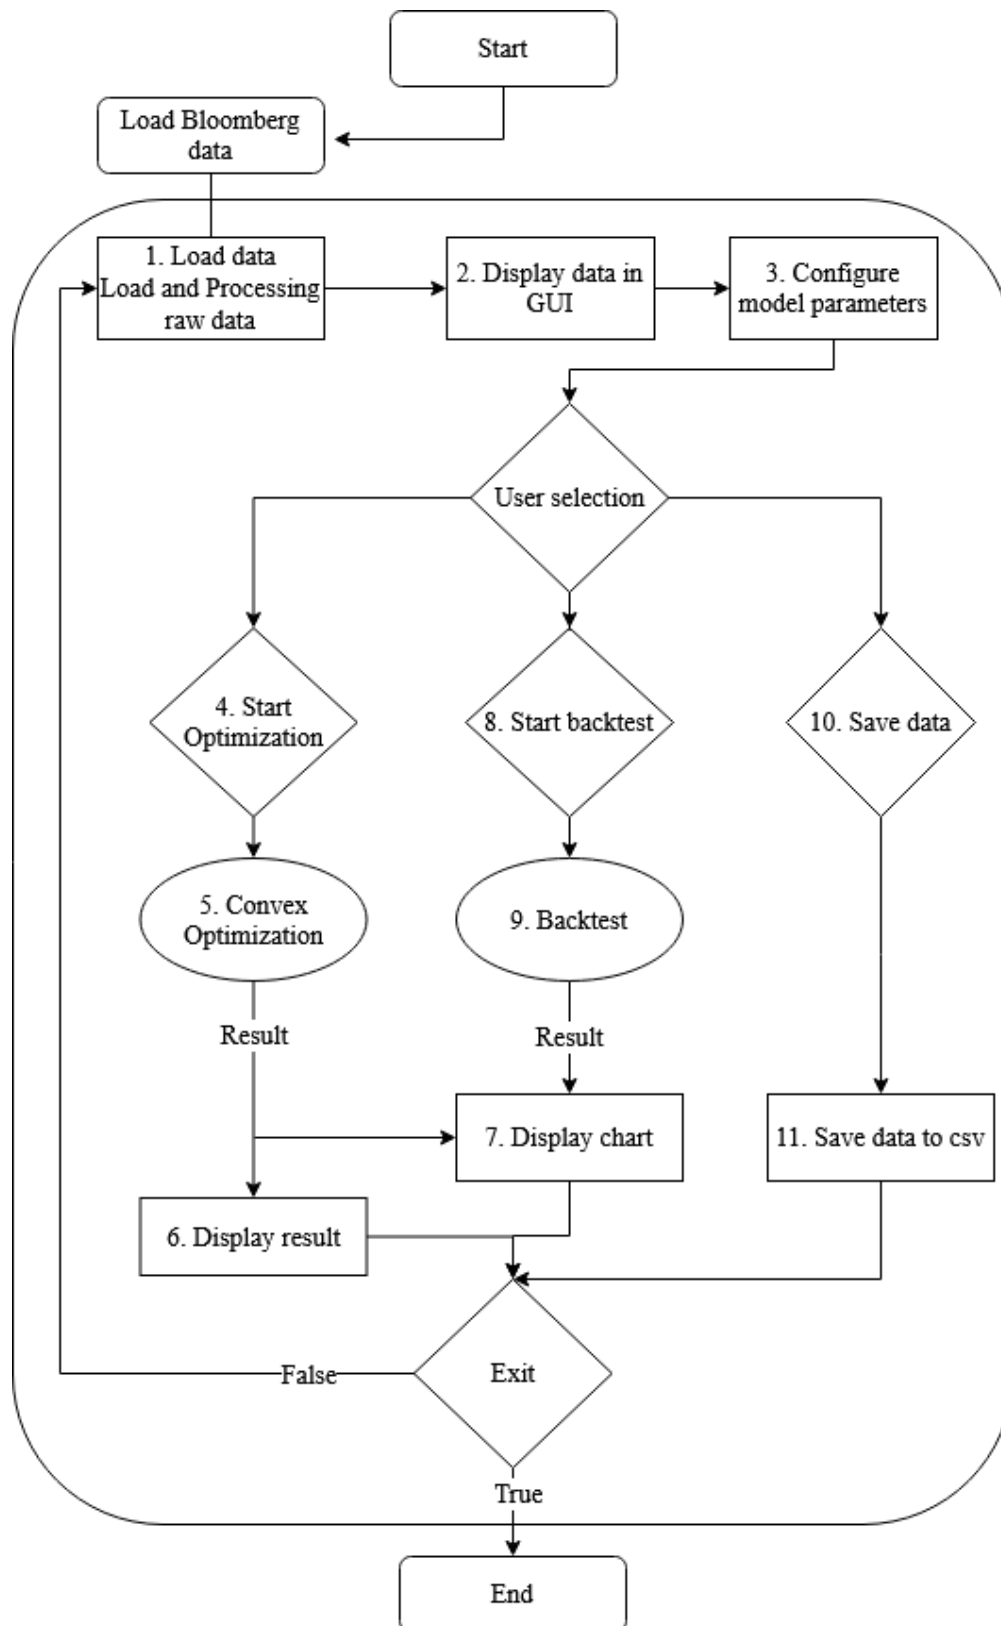 Start
Load Bloomberg
data
1. Load data
Load and Processing
raw data
2. Display data in
GUI
3. Configure
model parameters
User selection
4. Start
Optimization
8. Start backtest
10. Save data
5. Convex
Optimization
9. Backtest
Result
Result
7. Display chart
11. Save data to csv
6. Display result
False
Exit
True
End